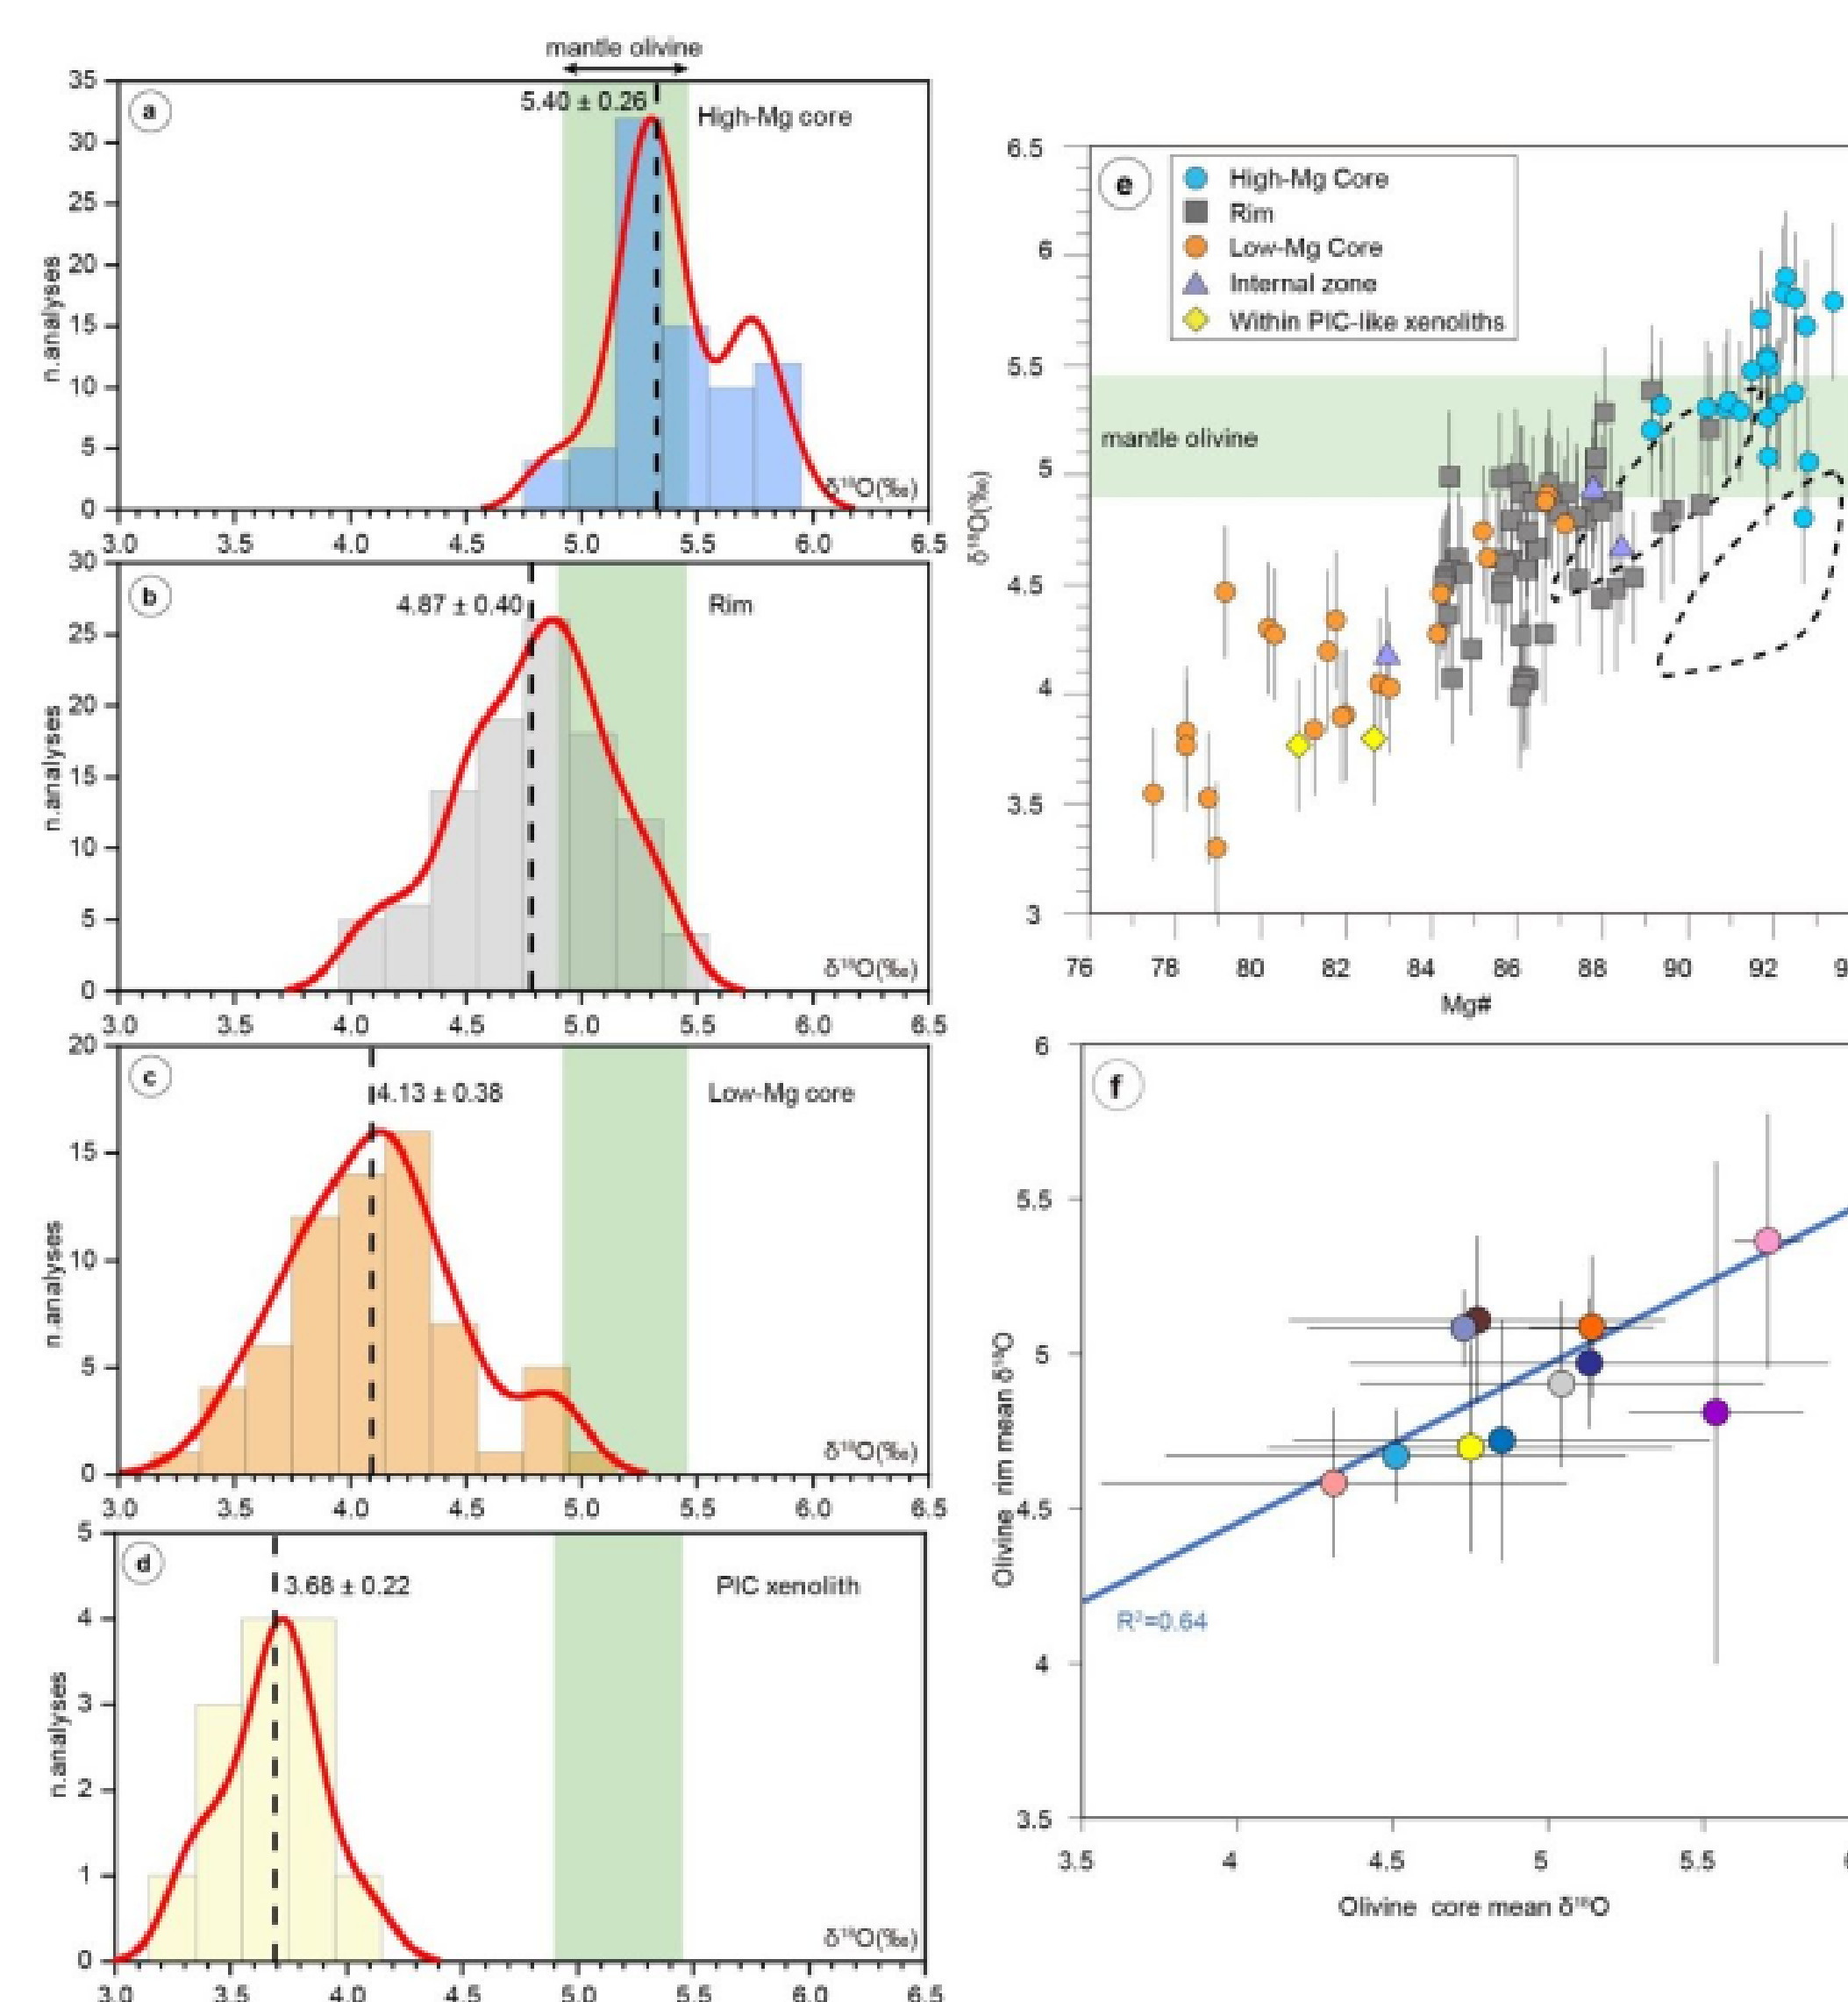 mantle olivine
a
5.40 ± 0.26
High-Mg core
35
30
25
20
15
10
5
0
n.analyses
δ¹⁸O(‰)
3.0 3.5 4.0 4.5 5.0 5.5 6.0 6.5
b
4.87 ± 0.40
Rim
30
25
20
15
10
5
0
n.analyses
δ¹⁸O(‰)
3.0 3.5 4.0 4.5 5.0 5.5 6.0 6.5
c
4.13 ± 0.38
Low-Mg core
20
15
10
5
0
n.analyses
δ¹⁸O(‰)
3.0 3.5 4.0 4.5 5.0 5.5 6.0 6.5
d
3.68 ± 0.22
PIC xenolith
5
4
3
2
1
0
n.analyses
δ¹⁸O(‰)
3.0 3.5 4.0 4.5 5.0 5.5 6.0 6.5
e
High-Mg Core
Rim
Low-Mg Core
Internal zone
Within PIC-like xenoliths
mantle olivine
6.5
6
5.5
5
4.5
4
3.5
3
δ¹⁸O(‰)
76 78 80 82 84 86 88 90 92
Mg#
f
6
5.5
5
4.5
4
3.5
Olivine rim mean δ¹⁸O
R²=0.64
3.5 4 4.5 5 5.5
Olivine core mean δ¹⁸O